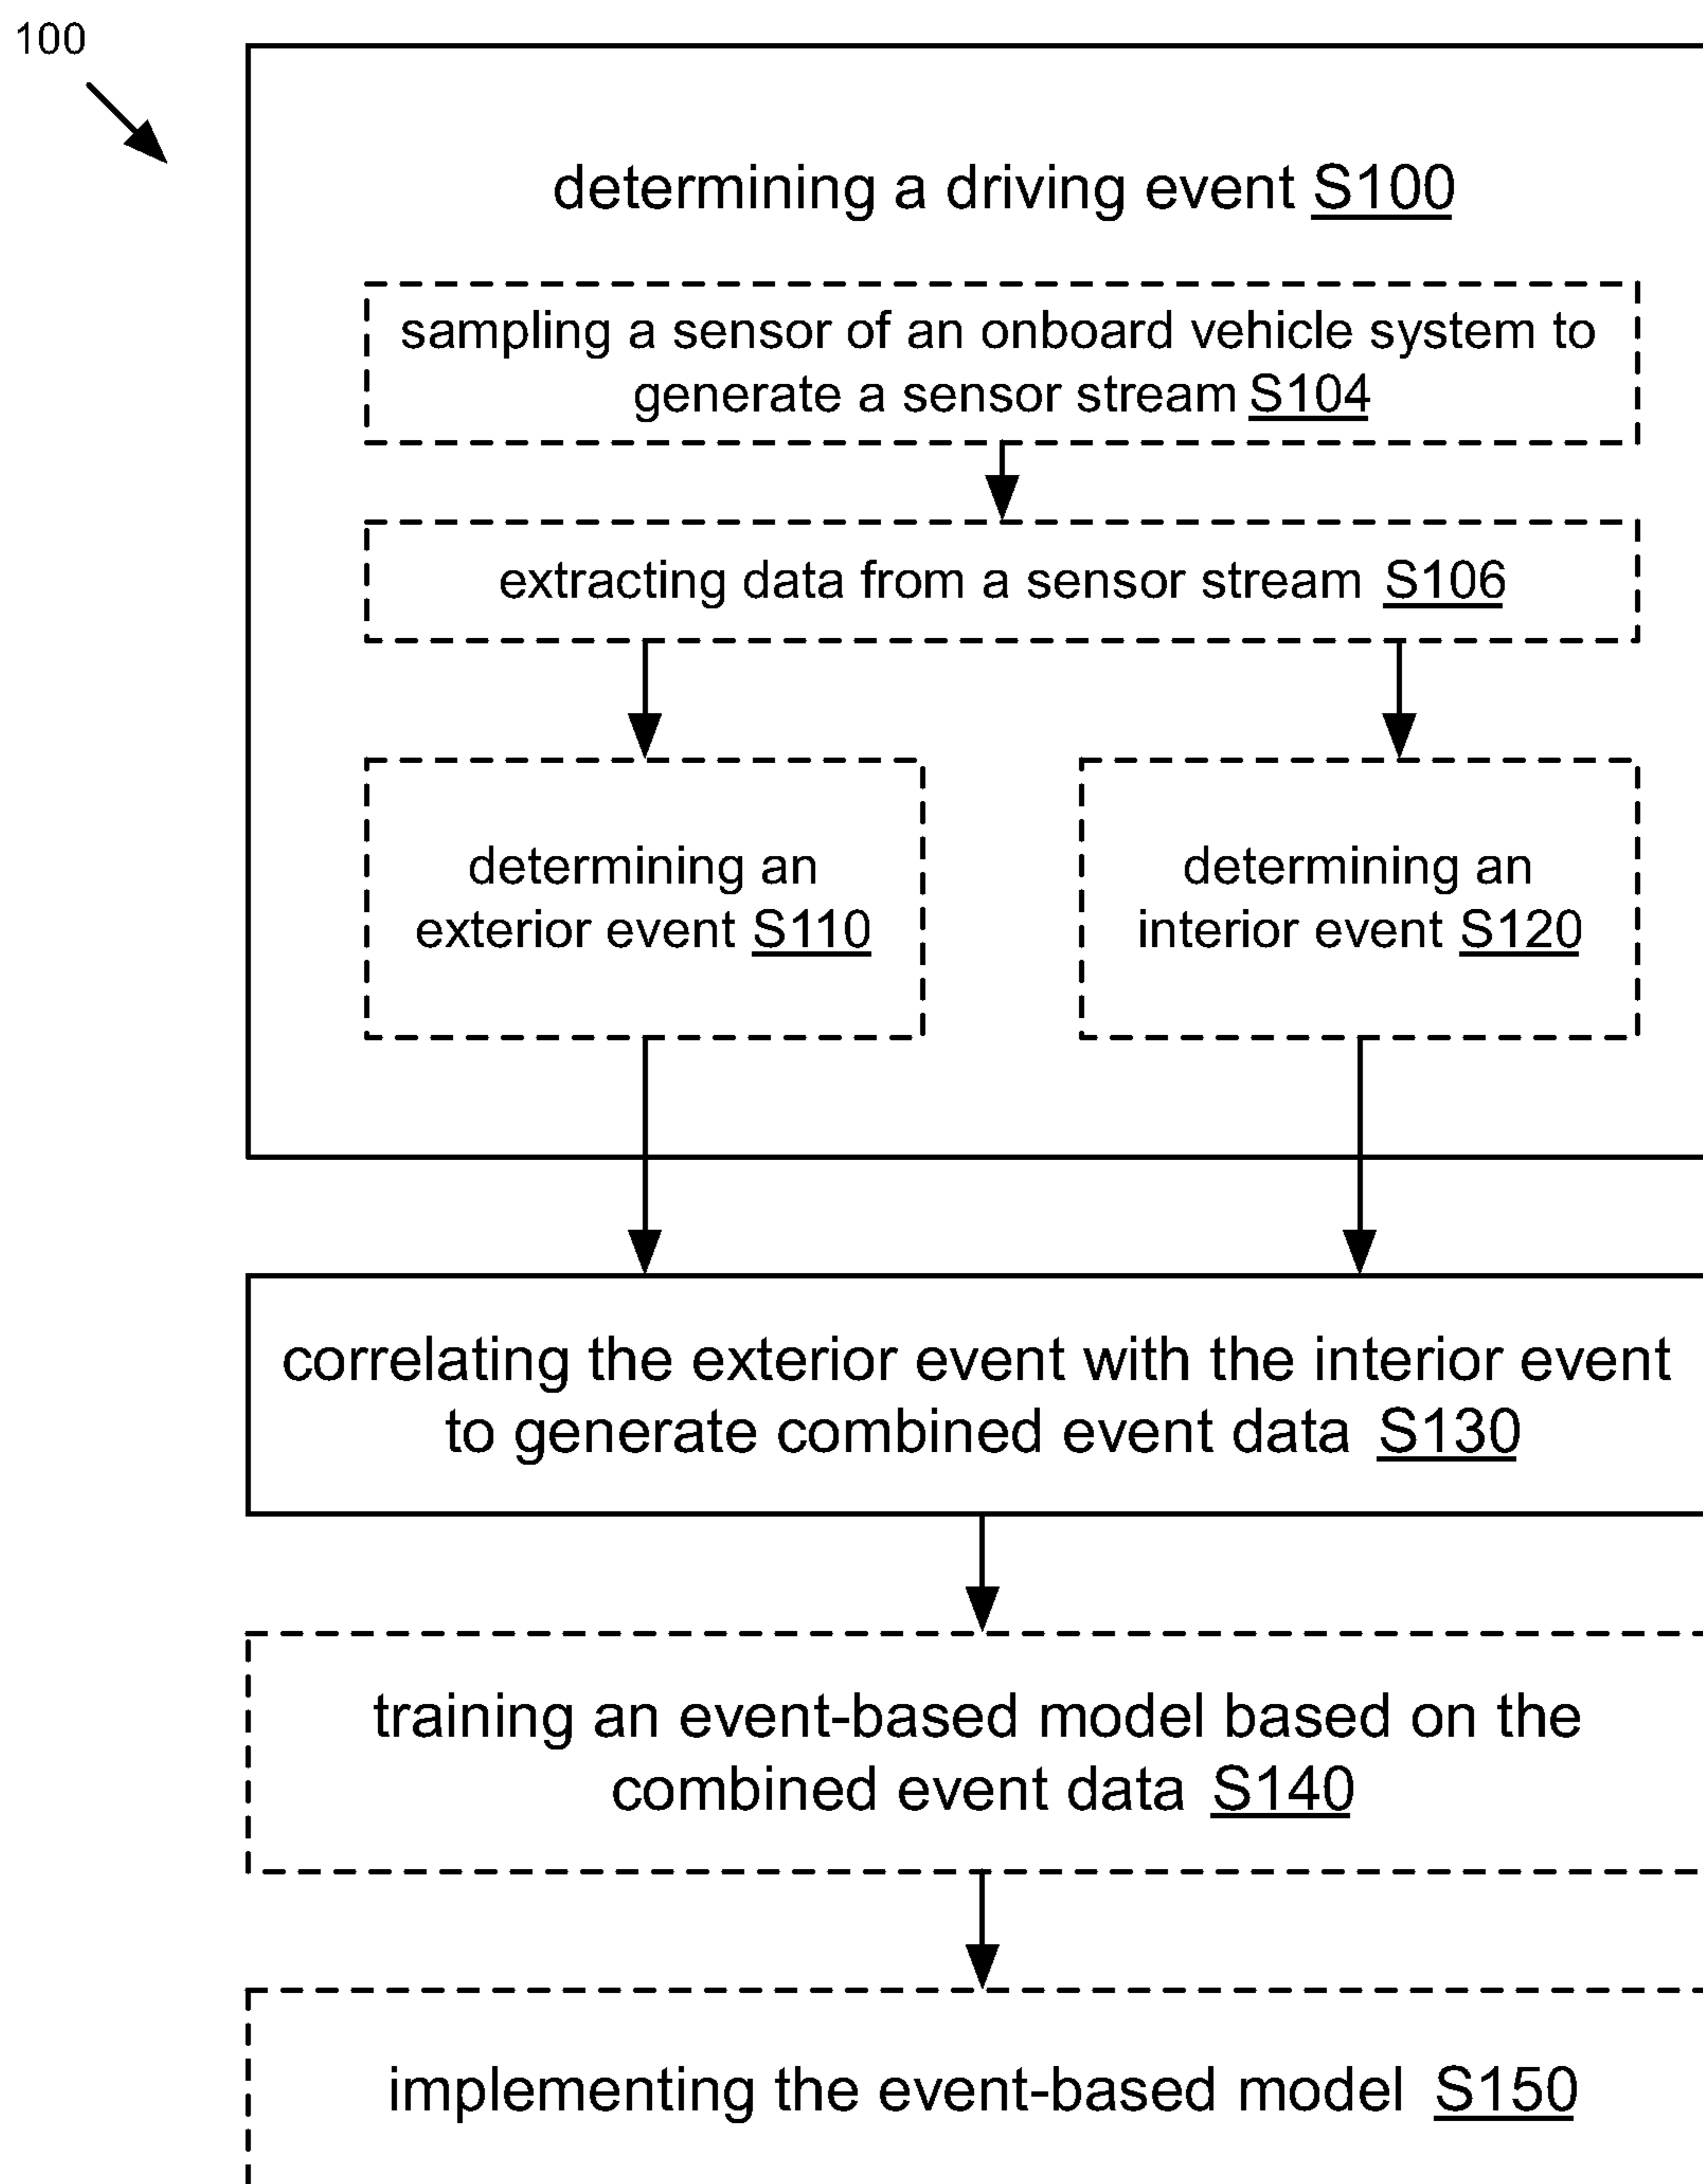 100
determining a driving event S100
sampling a sensor of an onboard vehicle system to
generate a sensor stream S104
extracting data from a sensor stream S106
determining an
exterior event S110
determining an
interior event S120
correlating the exterior event with the interior event
to generate combined event data S130
training an event-based model based on the
combined event data S140
implementing the event-based model S150